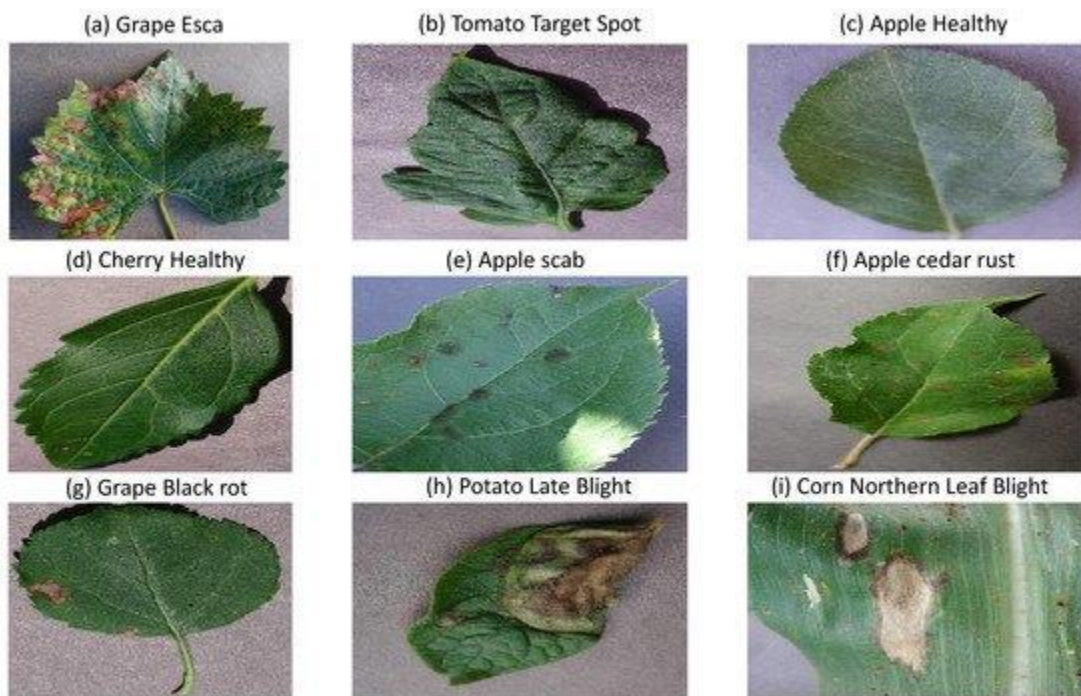 (a) Grape Esca
(b) Tomato Target Spot
(c) Apple Healthy
(d) Cherry Healthy
(e) Apple scab
(f) Apple cedar rust
(g) Grape Black rot
(h) Potato Late Blight
(i) Corn Northern Leaf Blight